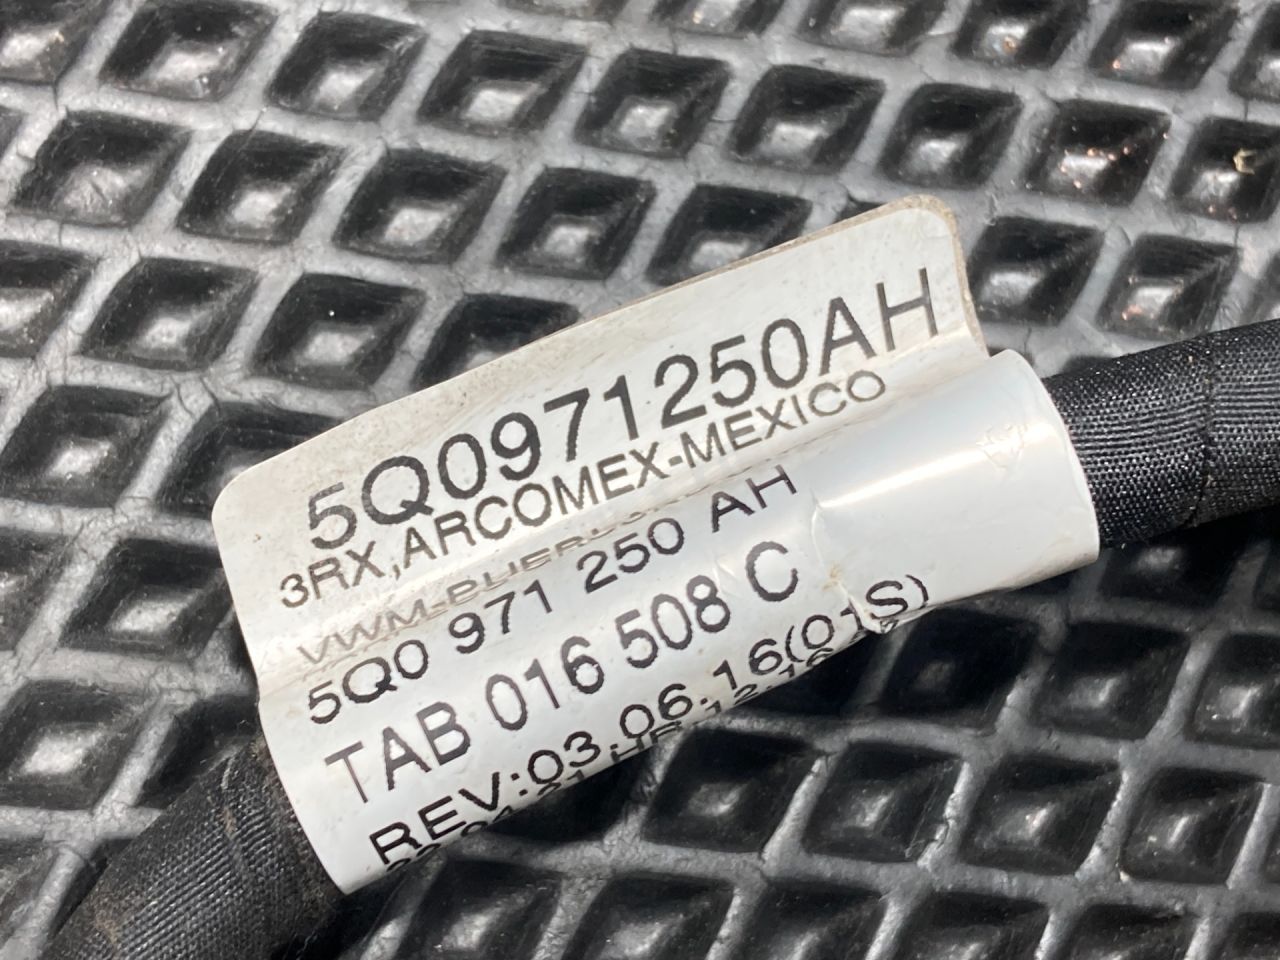 5Q0971250AH
3RX,ARCOMEX-MEXICO
5Q0 971 250 AH
TAB 016 508 C
REV:03.06.16(01S)